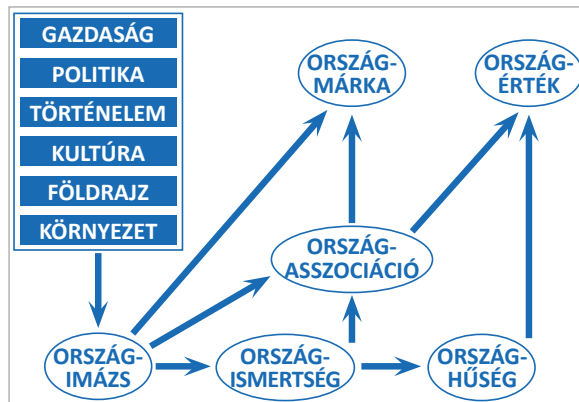 GAZDASÁG
POLITIKA
TÖRTÉNELEM
KULTÚRA
FÖLDRAJZ
KÖRNYEZET
ORSZÁG-
MÁRKA
ORSZÁG-
ÉRTÉK
ORSZÁG-
ASSZOCIÁCIÓ
ORSZÁG-
IMÁZS
ORSZÁG-
ISMERTSÉG
ORSZÁG-
HŰSÉG